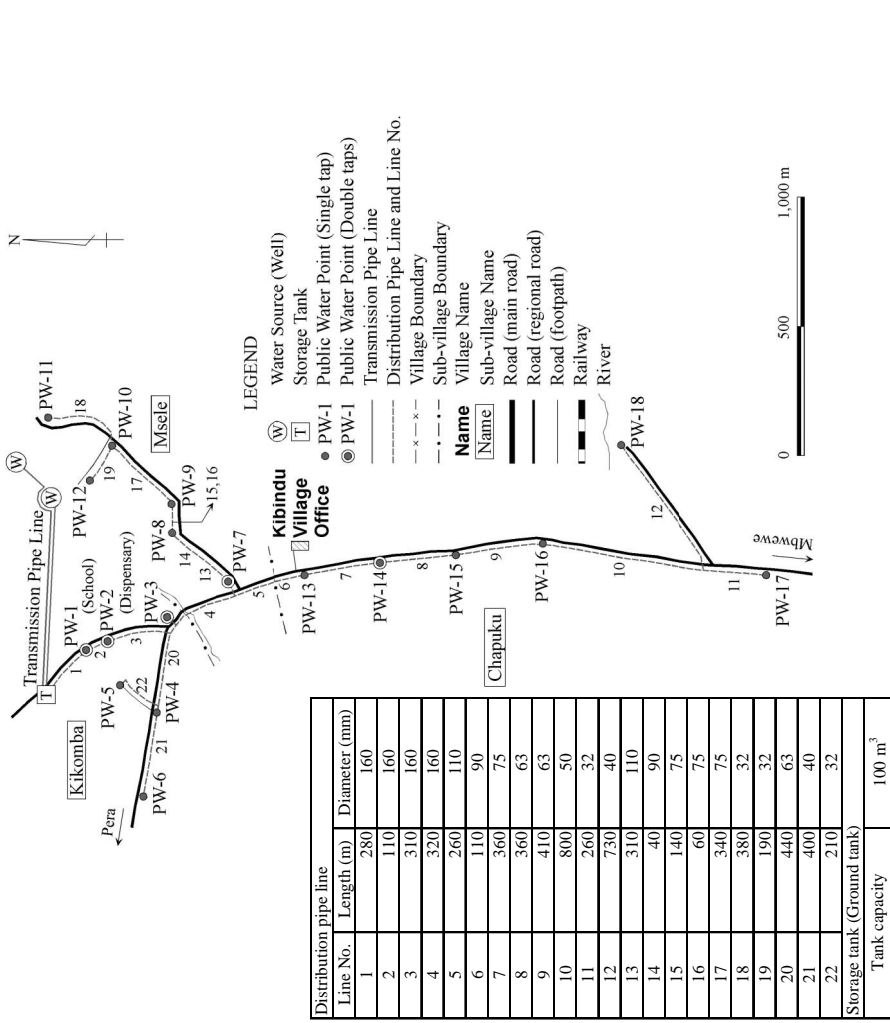 N
Transmission Pipe Line
W
W
T
PW-1
(School)
PW-2
(Dispensary)
PW-3
PW-4
PW-5
PW-6
PW-7
PW-8
PW-9
PW-10
PW-11
PW-12
PW-13
PW-14
PW-15
PW-16
PW-17
PW-18
1
2
3
4
5
6
7
8
9
10
11
12
13
14
15,16
17
18
19
20
21
22
Kikomba
Msele
Chapuku
Pera
Mbwewe
Kibindu
Village
Office
LEGEND
W Water Source (Well)
T Storage Tank
PW-1 Public Water Point (Single tap)
PW-1 Public Water Point (Double taps)
Transmission Pipe Line
Distribution Pipe Line and Line No.
Village Boundary
Sub-village Boundary
Name Village Name
Name Sub-village Name
Road (main road)
Road (regional road)
Road (footpath)
Railway
River
0 500 1,000 m
Distribution pipe line
Line No. Length (m) Diameter (mm)
1 280 160
2 110 160
3 310 160
4 320 160
5 260 110
6 110 90
7 360 75
8 360 63
9 410 63
10 800 50
11 260 32
12 730 40
13 310 110
14 40 90
15 140 75
16 60 75
17 340 75
18 380 32
19 190 32
20 440 63
21 400 40
22 210 32
Storage tank (Ground tank)
Tank capacity 100 m³